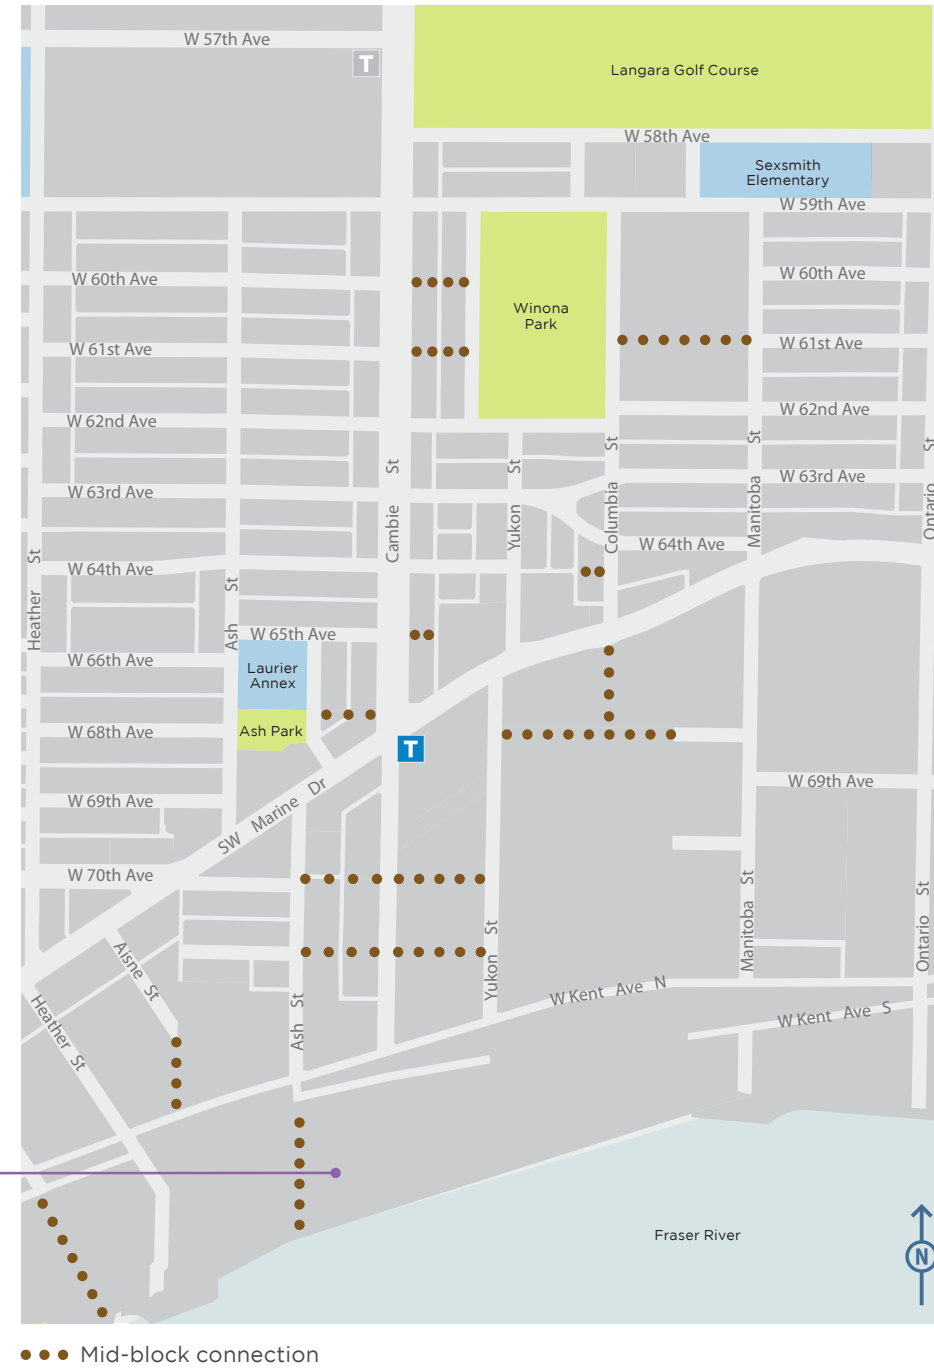 W 57th Ave
T
Langara Golf Course
W 58th Ave
Sexsmith
Elementary
W 59th Ave
W 60th Ave
W 60th Ave
Winona
Park
W 61st Ave
W 61st Ave
W 62nd Ave
W 62nd Ave
Cambie St
Yukon St
Columbia St
Manitoba St
Ontario St
W 63rd Ave
W 63rd Ave
W 64th Ave
W 64th Ave
Heather St
Ash St
W 65th Ave
W 66th Ave
Laurier
Annex
W 68th Ave
Ash Park
T
W 69th Ave
W 69th Ave
SW Marine Dr
W 70th Ave
Aisne St
Yukon St
Manitoba St
Ontario St
Heather St
Ash St
W Kent Ave N
W Kent Ave S
Fraser River
N
Mid-block connection